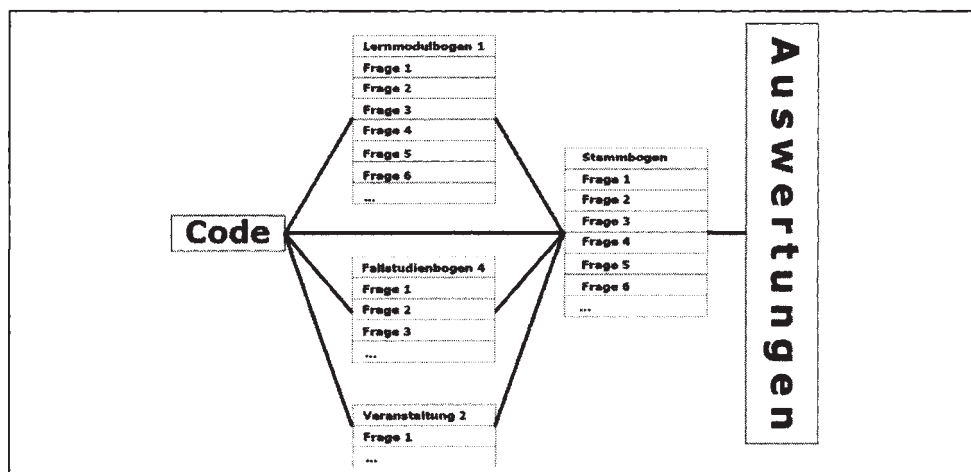 Lernmodulbogen 1
Frage 1
Frage 2
Frage 3
Frage 4
Frage 5
Frage 6
...
Code
Fallstudienbogen 4
Frage 1
Frage 2
Frage 3
...
Veranstaltung 2
Frage 1
...
Stammbogen
Frage 1
Frage 2
Frage 3
Frage 4
Frage 5
Frage 6
...
Auswertungen